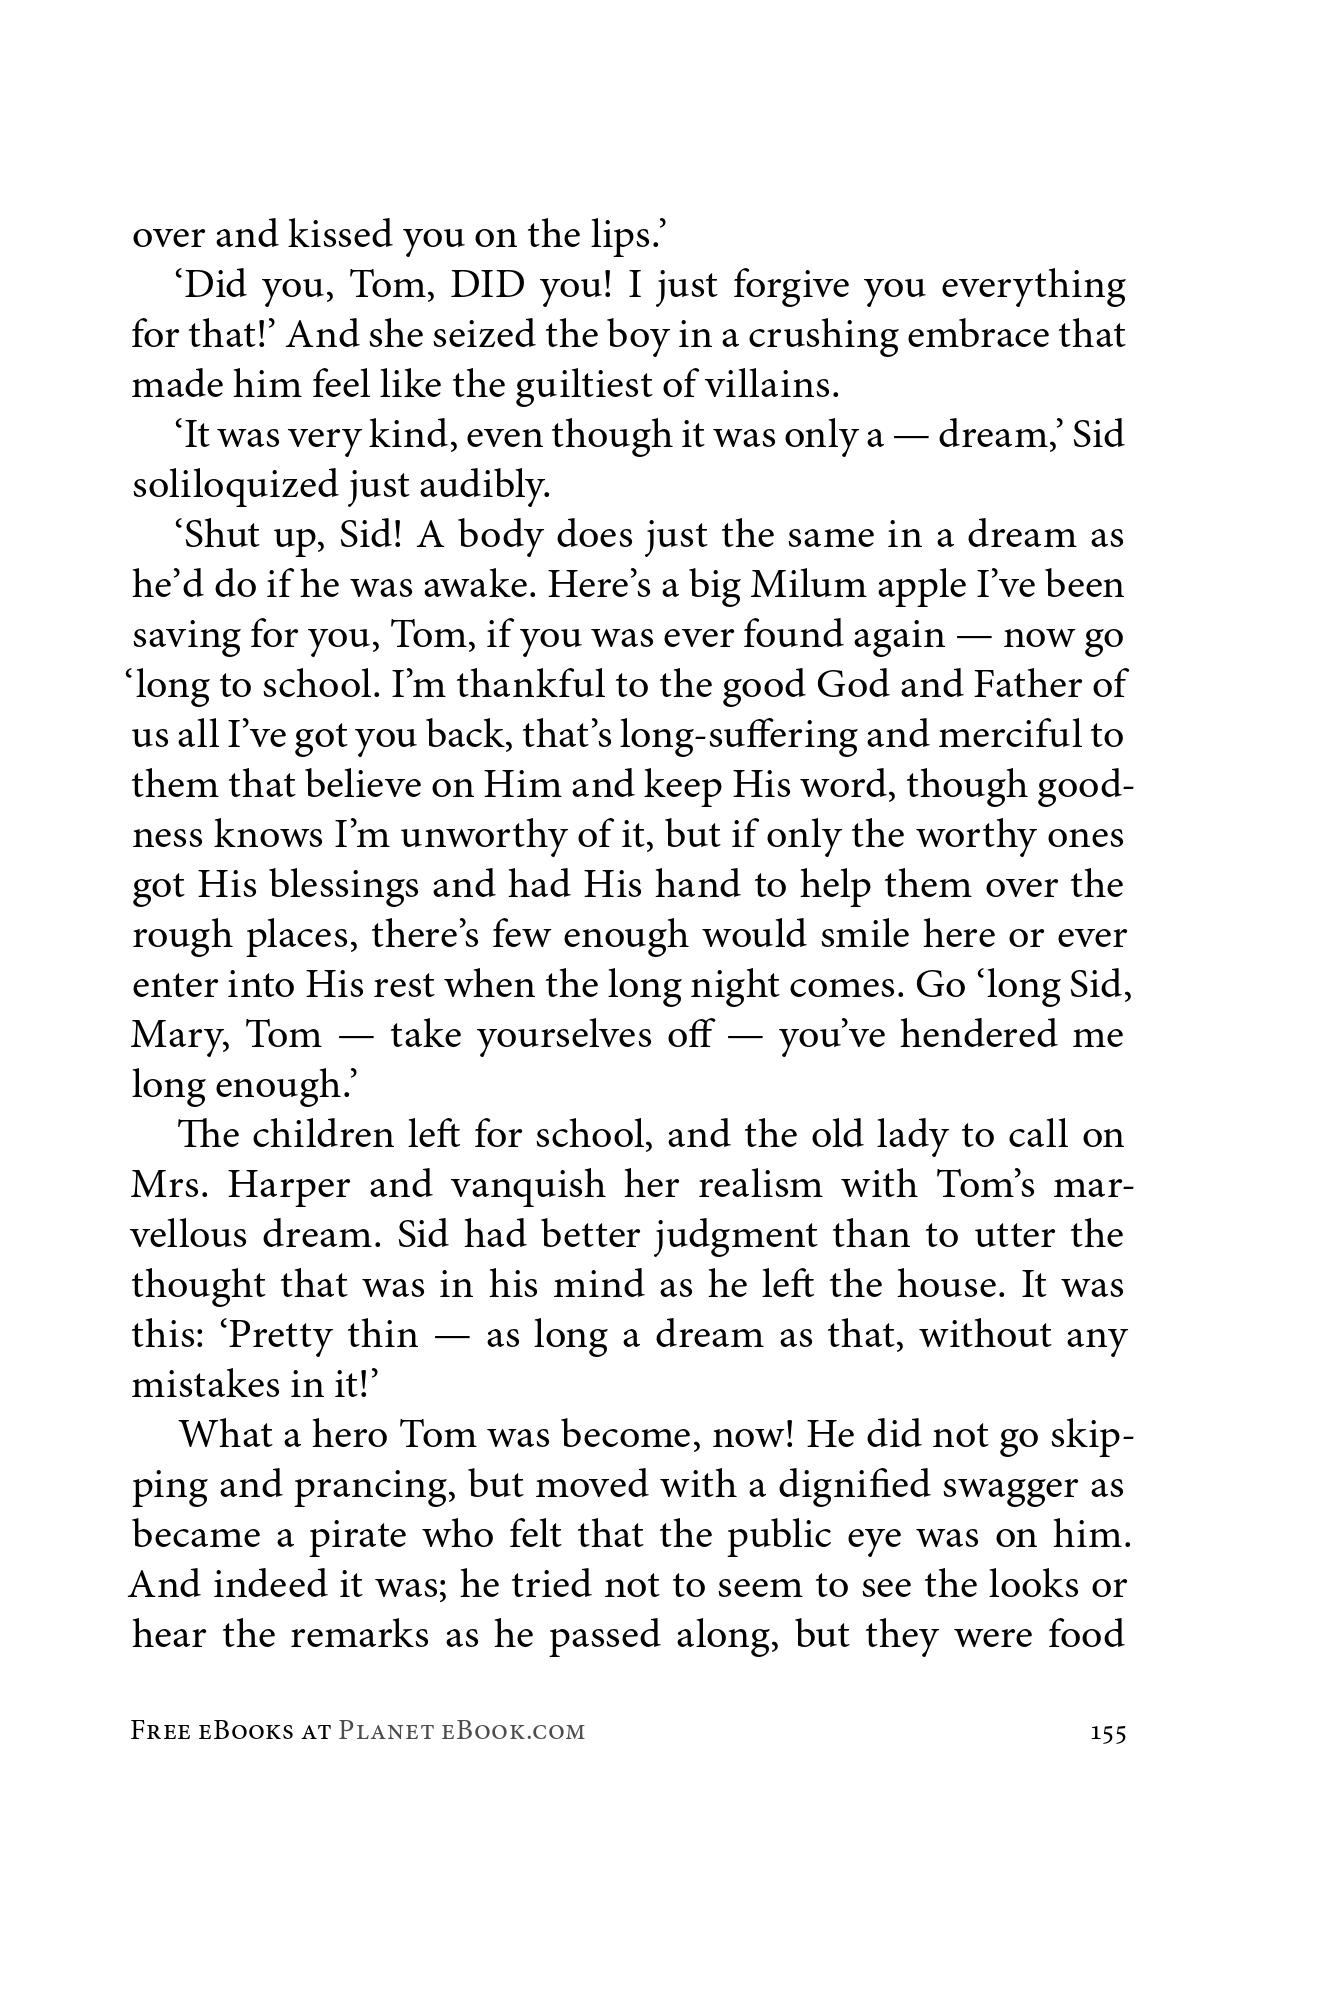 over and kissed you on the lips.’
‘Did you, Tom, DID you! I just forgive you everything
for that!’ And she seized the boy in a crushing embrace that
made him feel like the guiltiest of villains.
‘It was very kind, even though it was only a — dream,’ Sid
soliloquized just audibly.
‘Shut up, Sid! A body does just the same in a dream as
he’d do if he was awake. Here’s a big Milum apple I’ve been
saving for you, Tom, if you was ever found again — now go
‘long to school. I’m thankful to the good God and Father of
us all I’ve got you back, that’s long-suffering and merciful to
them that believe on Him and keep His word, though good-
ness knows I’m unworthy of it, but if only the worthy ones
got His blessings and had His hand to help them over the
rough places, there’s few enough would smile here or ever
enter into His rest when the long night comes. Go ‘long Sid,
Mary, Tom — take yourselves off — you’ve hendered me
long enough.’
The children left for school, and the old lady to call on
Mrs. Harper and vanquish her realism with Tom’s mar-
vellous dream. Sid had better judgment than to utter the
thought that was in his mind as he left the house. It was
this: ‘Pretty thin — as long a dream as that, without any
mistakes in it!’
What a hero Tom was become, now! He did not go skip-
ping and prancing, but moved with a dignified swagger as
became a pirate who felt that the public eye was on him.
And indeed it was; he tried not to seem to see the looks or
hear the remarks as he passed along, but they were food
Free eBooks at Planet eBook.com 155